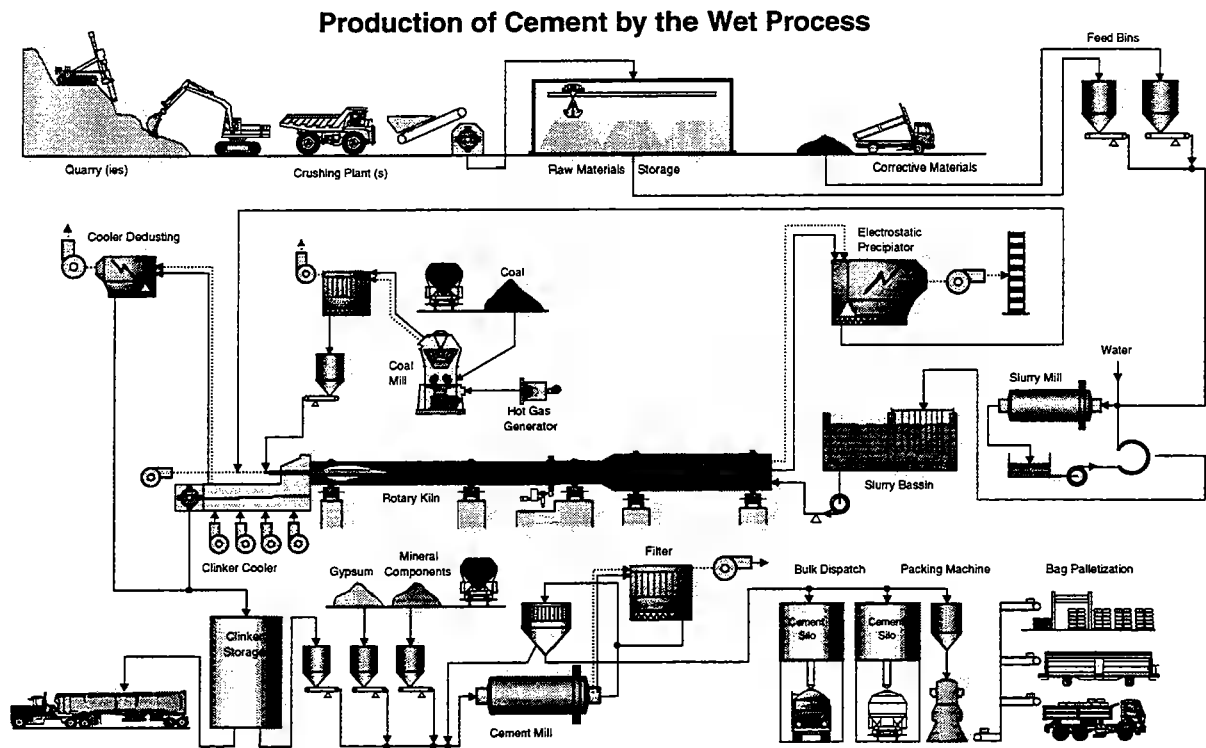 Production of Cement by the Wet Process
Feed Bins
Quarry (ies)
Crushing Plant (s)
Raw Materials Storage
Corrective Materials
Cooler Dedusting
Coal
Electrostatic
Precipiator
Coal
Mill
Hot Gas
Generator
Water
Slurry Mill
Rotary Kiln
Slurry Bassin
Clinker Cooler
Gypsum
Mineral
Components
Filter
Bulk Dispatch
Packing Machine
Bag Palletization
Clinker
Storage
Cement
Silo
Cement
Silo
Cement Mill